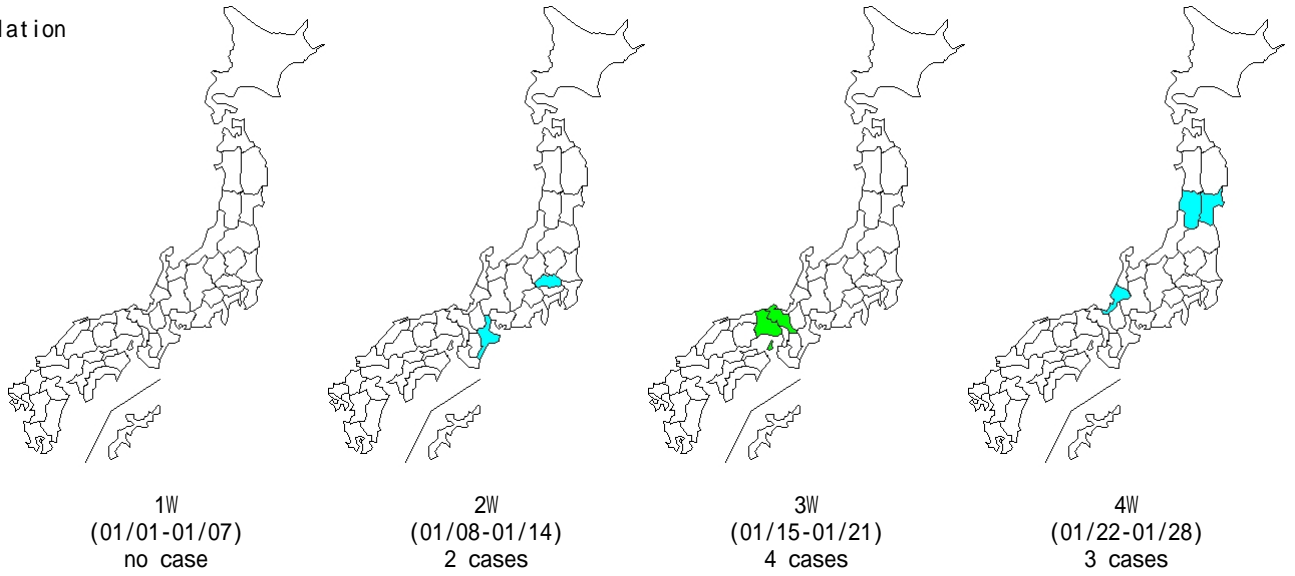 lation
1W
(01/01-01/07)
no case
2W
(01/08-01/14)
2 cases
3W
(01/15-01/21)
4 cases
4W
(01/22-01/28)
3 cases